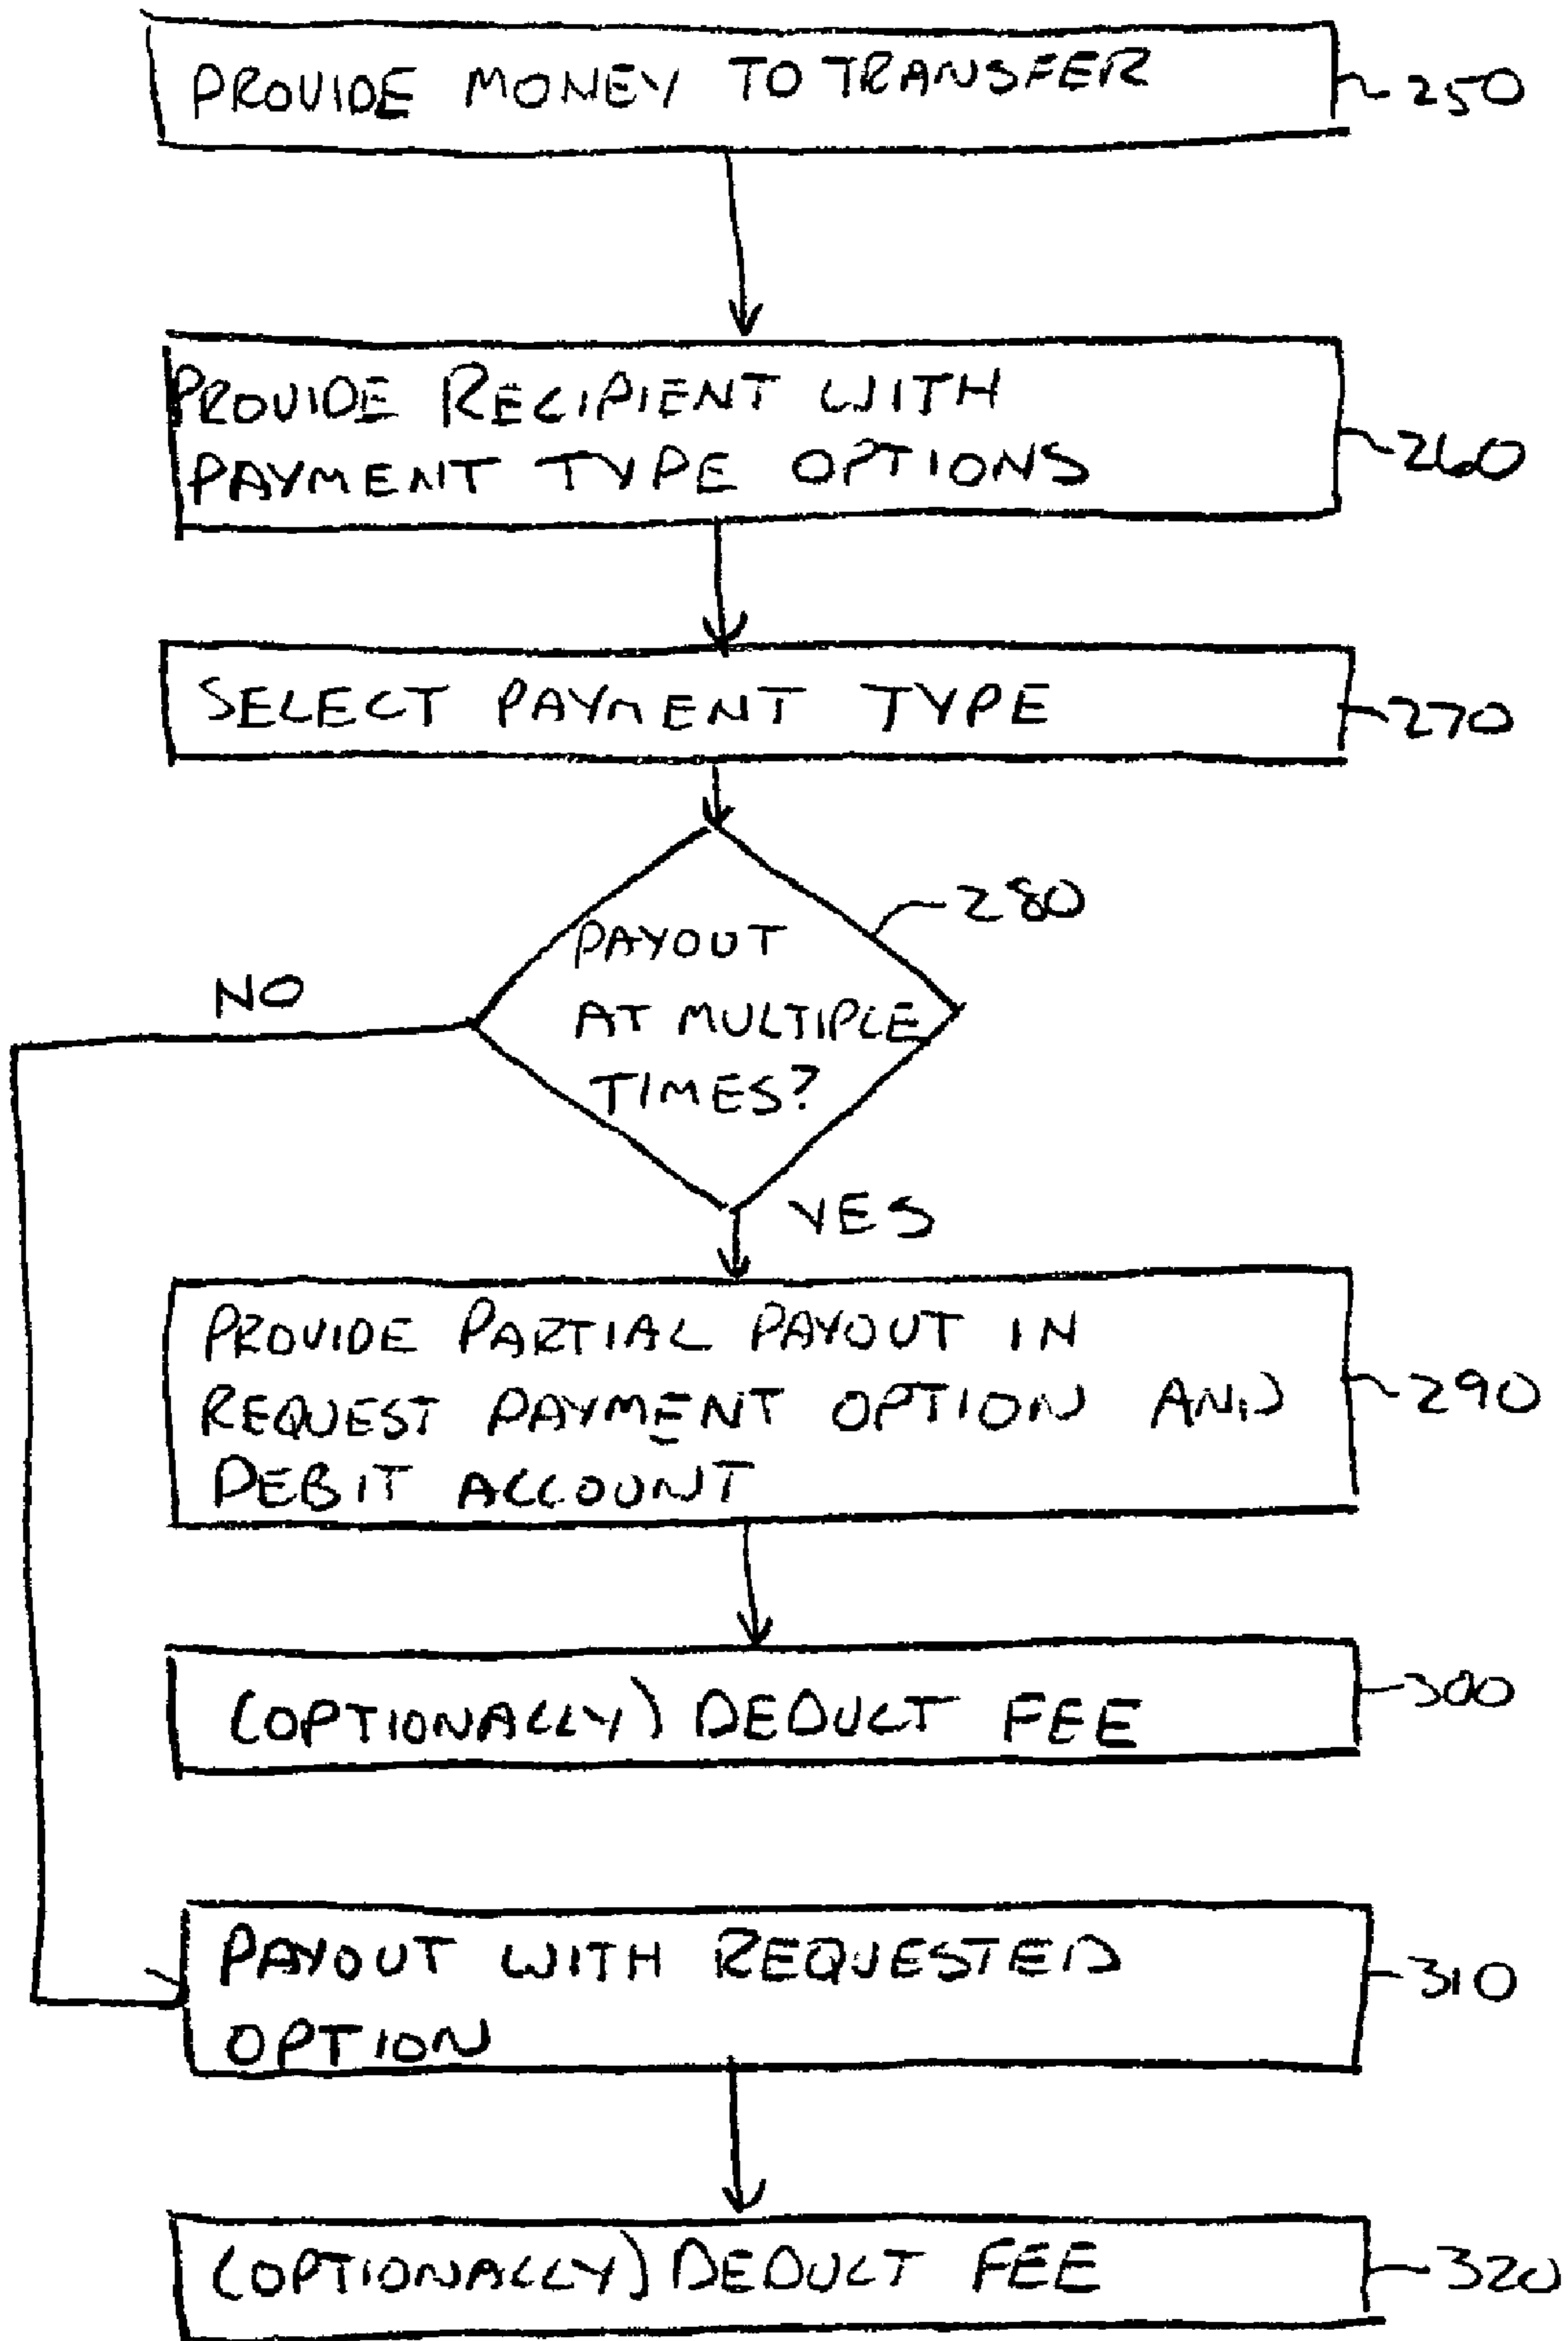 PROVIDE MONEY TO TRANSFER
250
PROVIDE RECIPIENT WITH
PAYMENT TYPE OPTIONS
260
SELECT PAYMENT TYPE
270
280
PAYOUT
AT MULTIPLE
TIMES?
NO
YES
PROVIDE PARTIAL PAYOUT IN
REQUEST PAYMENT OPTION AND
DEBIT ACCOUNT
290
(OPTIONALLY) DEDUCT FEE
300
PAYOUT WITH REQUESTED
OPTION
310
(OPTIONALLY) DEDUCT FEE
320